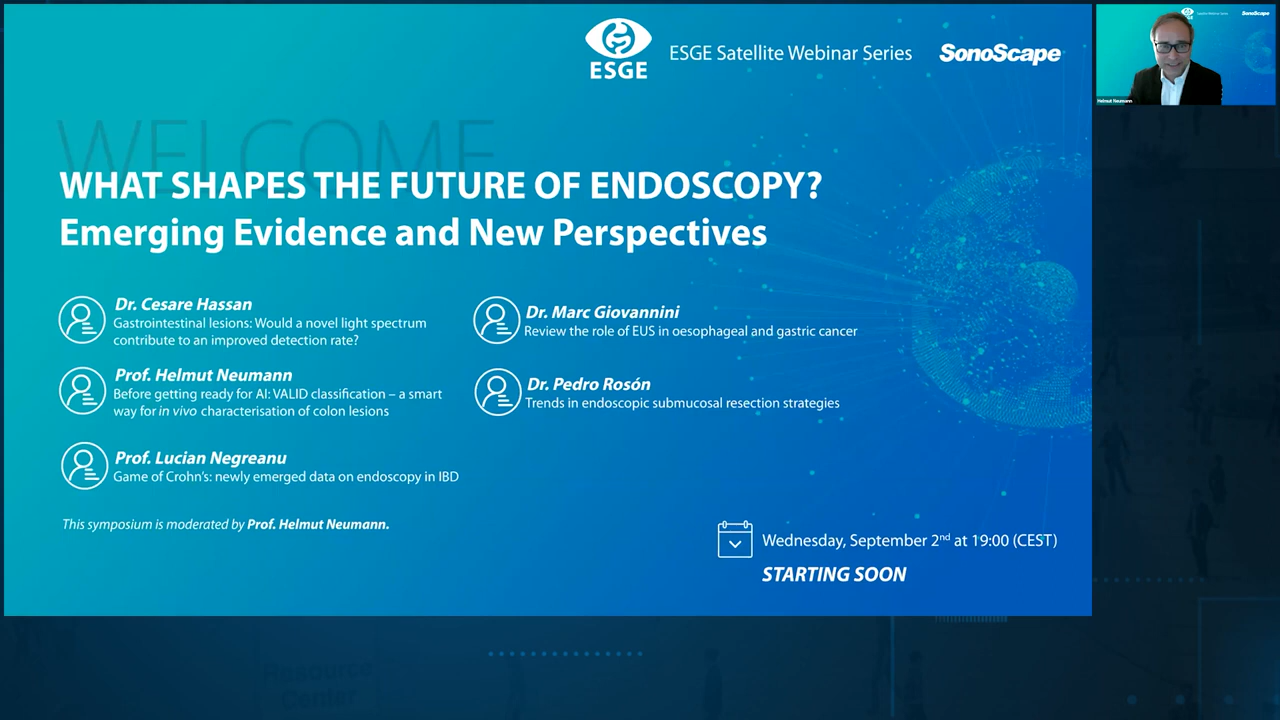 ESGE
ESGE Satellite Webinar Series
SonoScape
WELCOME
WHAT SHAPES THE FUTURE OF ENDOSCOPY?
Emerging Evidence and New Perspectives
Dr. Cesare Hassan
Gastrointestinal lesions: Would a novel light spectrum
contribute to an improved detection rate?
Prof. Helmut Neumann
Before getting ready for AI: VALID classification – a smart
way for in vivo characterisation of colon lesions
Prof. Lucian Negreanu
Game of Crohn's: newly emerged data on endoscopy in IBD
Dr. Marc Giovannini
Review the role of EUS in oesophageal and gastric cancer
Dr. Pedro Rosón
Trends in endoscopic submucosal resection strategies
This symposium is moderated by Prof. Helmut Neumann.
Wednesday, September 2nd at 19:00 (CEST)
STARTING SOON
ESGE
SonoScape
Helmut Neumann
Resource
Center